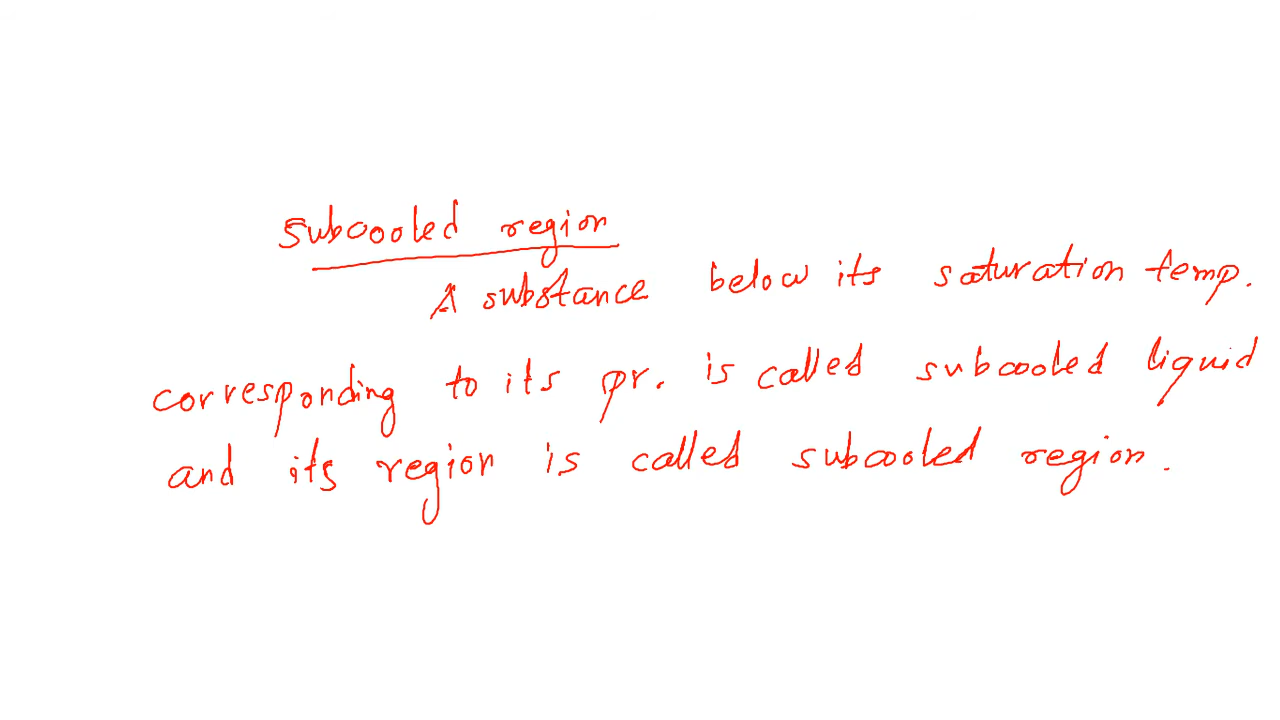 Subcooled region
A substance below its saturation temp.
corresponding to its pr. is called subcooled liquid
and its region is called subcooled region.